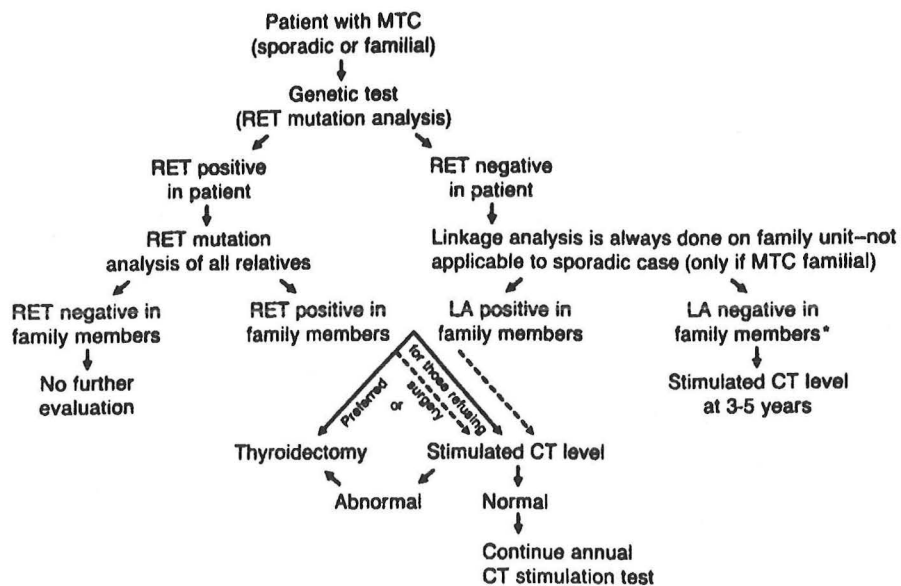 Patient with MTC
(sporadic or familial)
Genetic test
(RET mutation analysis)
RET positive
in patient
RET negative
in patient
RET mutation
analysis of all relatives
Linkage analysis is always done on family unit–not
applicable to sporadic case (only if MTC familial)
RET negative in
family members
RET positive in
family members
LA positive in
family members
LA negative in
family members*
No further
evaluation
Preferred
or
for those refusing
surgery
Stimulated CT level
at 3-5 years
Thyroidectomy
Stimulated CT level
Abnormal
Normal
Continue annual
CT stimulation test